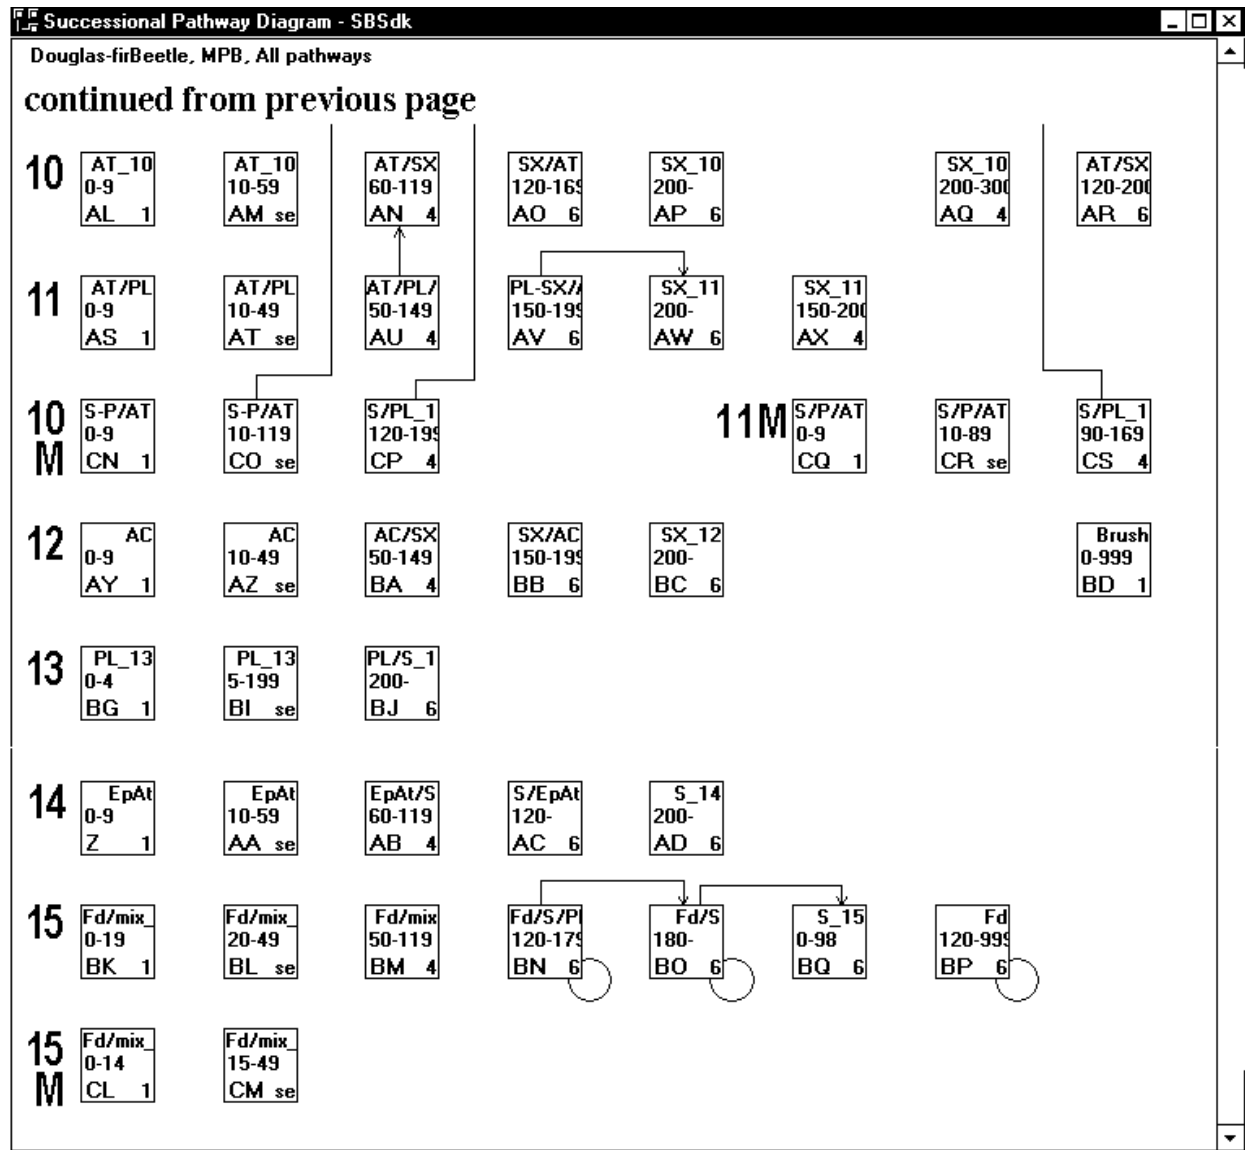 Successional Pathway Diagram - SBSdk
Douglas-firBeetle, MPB, All pathways
continued from previous page
10
AT_10
0-9
AL 1
AT_10
10-59
AM se
AT/SX
60-119
AN 4
SX/AT
120-169
AO 6
SX_10
200-
AP 6
SX_10
200-300
AQ 4
AT/SX
120-200
AR 6
11
AT/PL
0-9
AS 1
AT/PL
10-49
AT se
AT/PL/
50-149
AU 4
PL-SX/
150-199
AV 6
SX_11
200-
AW 6
SX_11
150-200
AX 4
10
M
S-P/AT
0-9
CN 1
S-P/AT
10-119
CO se
S/PL_1
120-199
CP 4
11M
S/P/AT
0-9
CQ 1
S/P/AT
10-89
CR se
S/PL_1
90-169
CS 4
12
AC
0-9
AY 1
AC
10-49
AZ se
AC/SX
50-149
BA 4
SX/AC
150-199
BB 6
SX_12
200-
BC 6
Brush
0-999
BD 1
13
PL_13
0-4
BG 1
PL_13
5-199
BI se
PL/S_1
200-
BJ 6
14
EpAt
0-9
Z 1
EpAt
10-59
AA se
EpAt/S
60-119
AB 4
S/EpAt
120-
AC 6
S_14
200-
AD 6
15
Fd/mix_
0-19
BK 1
Fd/mix_
20-49
BL se
Fd/mix
50-119
BM 4
Fd/S/Pl
120-179
BN 6
Fd/S
180-
BO 6
S_15
0-98
BQ 6
Fd
120-999
BP 6
15
M
Fd/mix_
0-14
CL 1
Fd/mix_
15-49
CM se